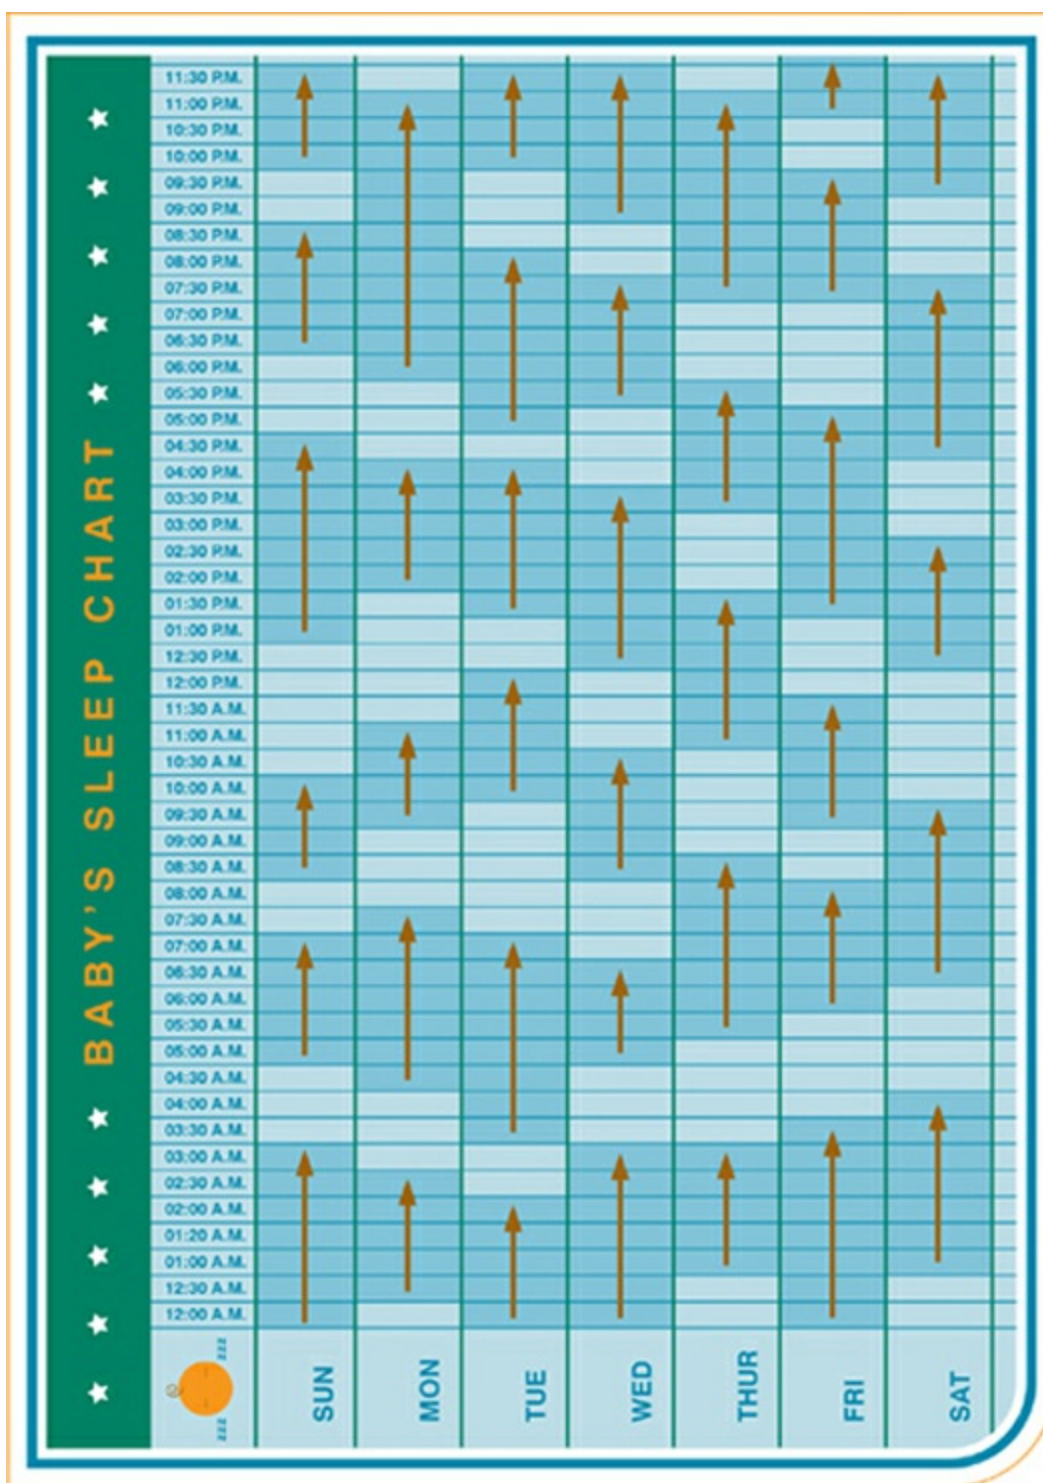 BABY'S SLEEP CHART
11:30 P.M.
11:00 P.M.
10:30 P.M.
10:00 P.M.
09:30 P.M.
09:00 P.M.
08:30 P.M.
08:00 P.M.
07:30 P.M.
07:00 P.M.
06:30 P.M.
06:00 P.M.
05:30 P.M.
05:00 P.M.
04:30 P.M.
04:00 P.M.
03:30 P.M.
03:00 P.M.
02:30 P.M.
02:00 P.M.
01:30 P.M.
01:00 P.M.
12:30 P.M.
12:00 P.M.
11:30 A.M.
11:00 A.M.
10:30 A.M.
10:00 A.M.
09:30 A.M.
09:00 A.M.
08:30 A.M.
08:00 A.M.
07:30 A.M.
07:00 A.M.
06:30 A.M.
06:00 A.M.
05:30 A.M.
05:00 A.M.
04:30 A.M.
04:00 A.M.
03:30 A.M.
03:00 A.M.
02:30 A.M.
02:00 A.M.
01:20 A.M.
01:00 A.M.
12:30 A.M.
12:00 A.M.
zzz
zzz
SUN
MON
TUE
WED
THUR
FRI
SAT